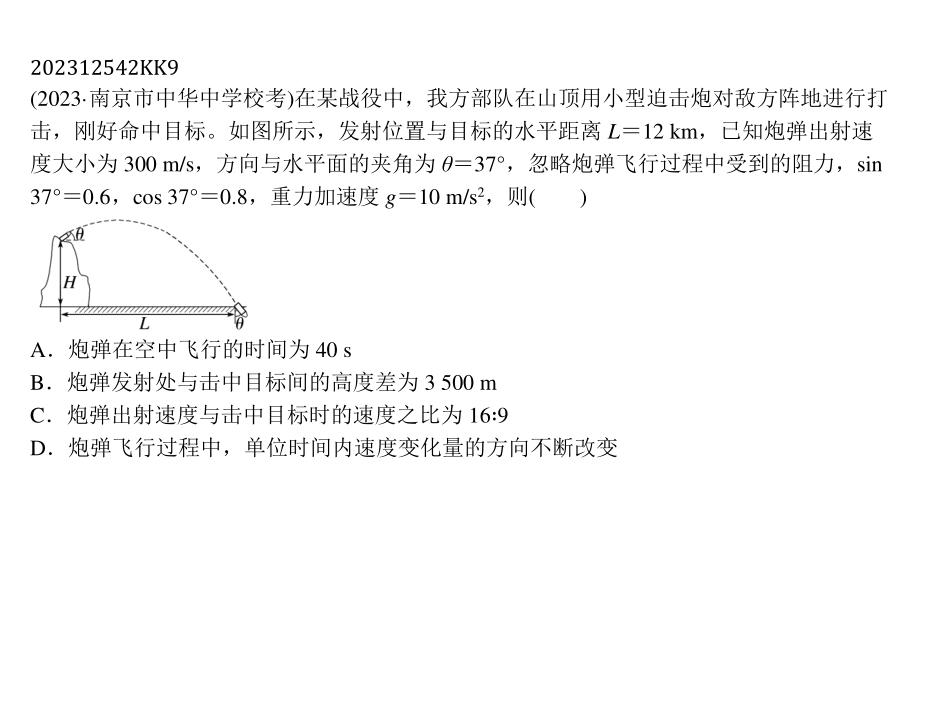 202312542KK9
(2023·南京市中华中学校考)在某战役中，我方部队在山顶用小型迫击炮对敌方阵地进行打
击，刚好命中目标。如图所示，发射位置与目标的水平距离 L＝12 km，已知炮弹出射速
度大小为 300 m/s，方向与水平面的夹角为 θ＝37°，忽略炮弹飞行过程中受到的阻力，sin
37°＝0.6，cos 37°＝0.8，重力加速度 g＝10 m/s²，则(　　)
θ
H
L
θ
A．炮弹在空中飞行的时间为 40 s
B．炮弹发射处与击中目标间的高度差为 3 500 m
C．炮弹出射速度与击中目标时的速度之比为 16∶9
D．炮弹飞行过程中，单位时间内速度变化量的方向不断改变